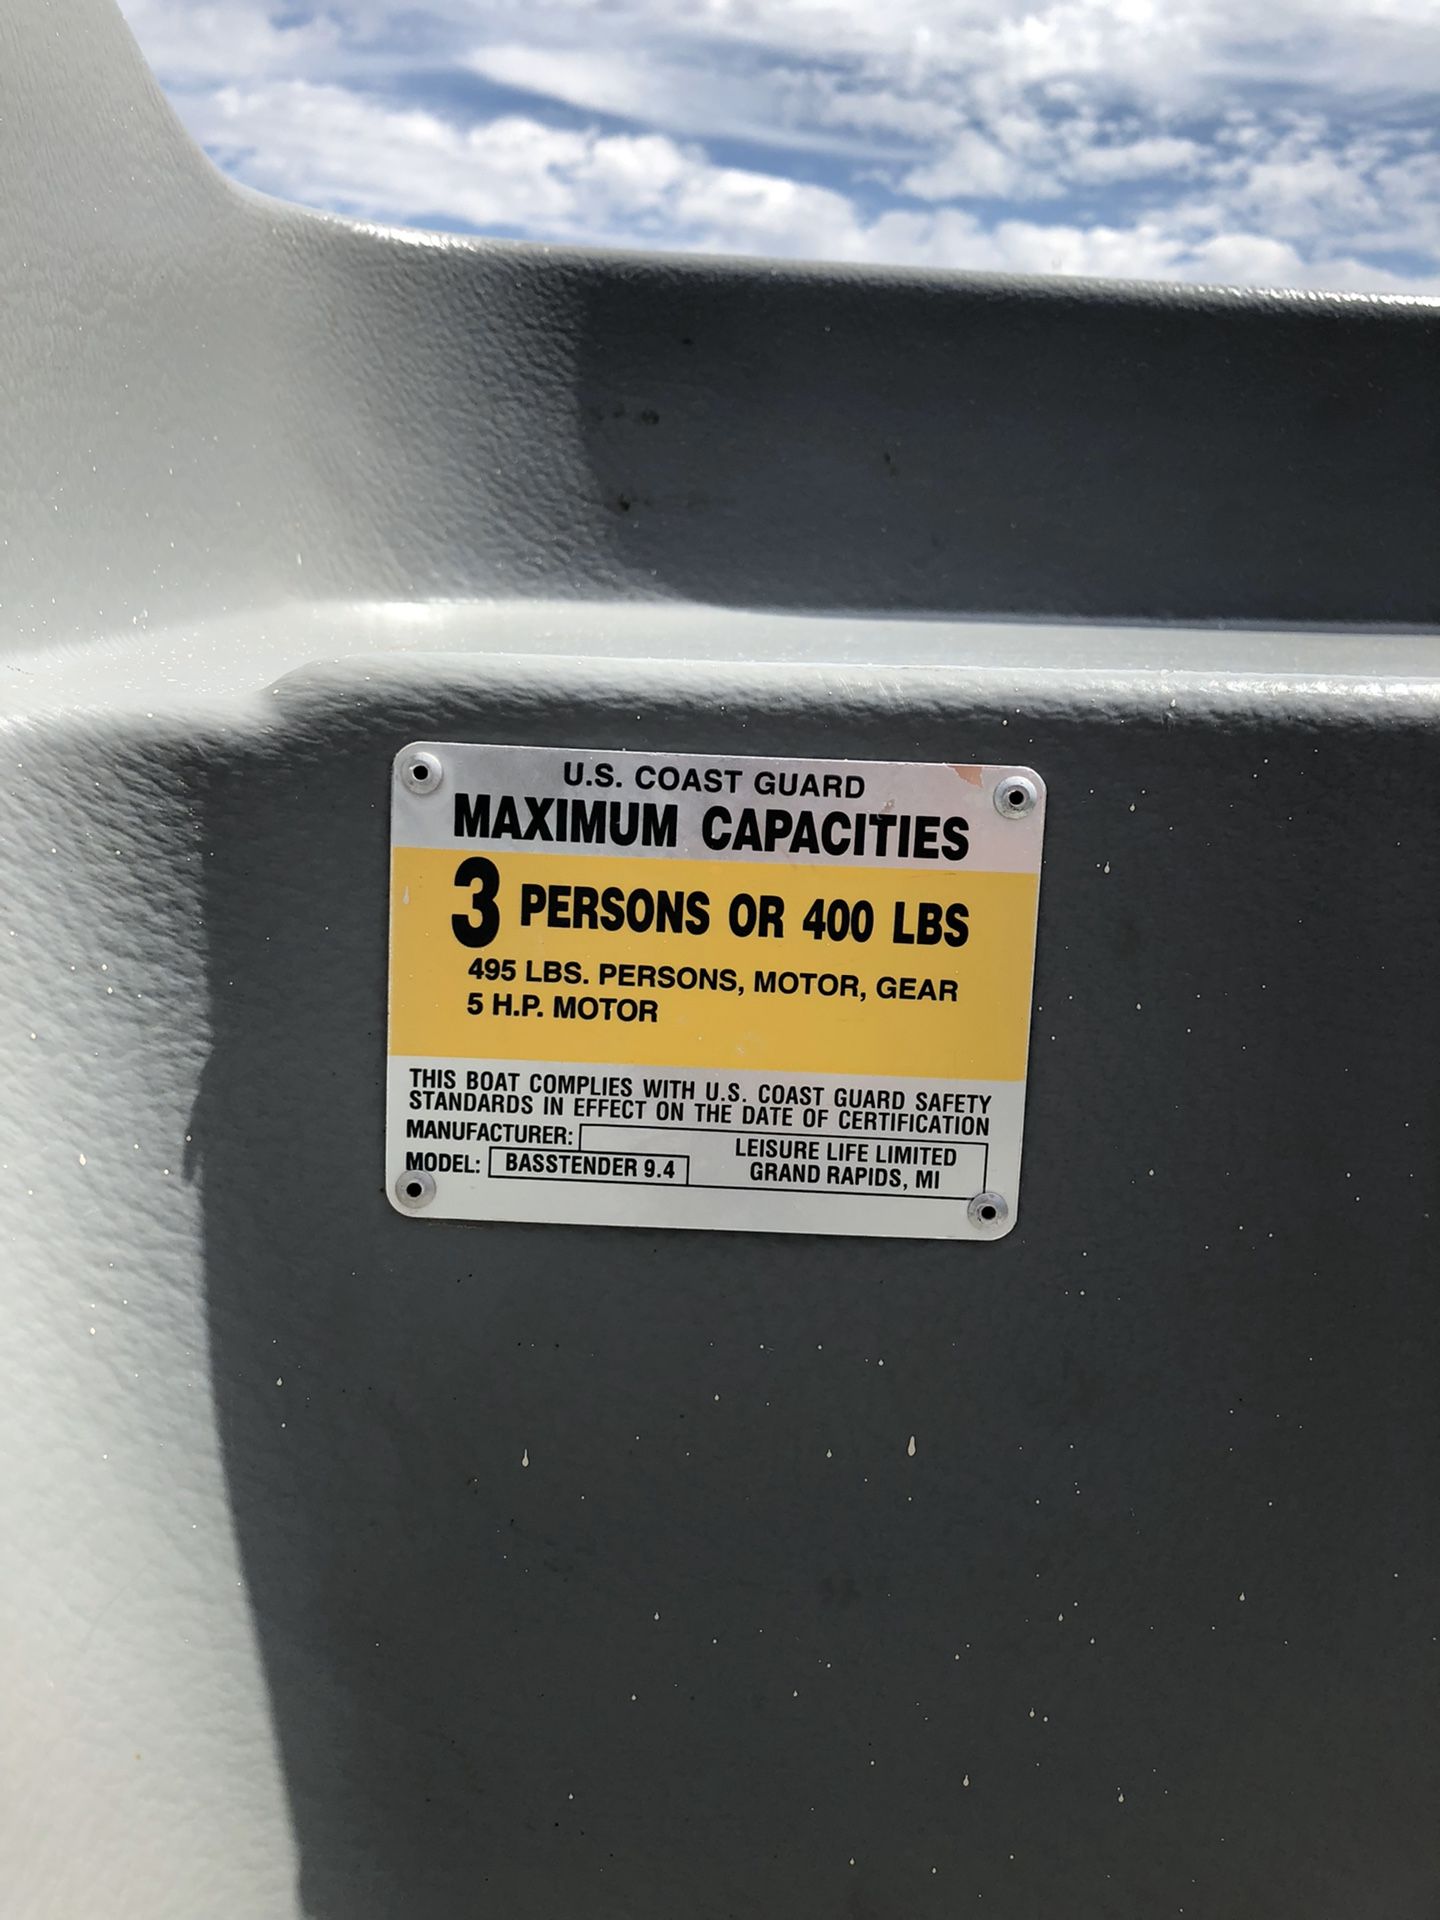 U.S. COAST GUARD
MAXIMUM CAPACITIES
3 PERSONS OR 400 LBS
495 LBS. PERSONS, MOTOR, GEAR
5 H.P. MOTOR
THIS BOAT COMPLIES WITH U.S. COAST GUARD SAFETY
STANDARDS IN EFFECT ON THE DATE OF CERTIFICATION
MANUFACTURER: LEISURE LIFE LIMITED
MODEL: BASSTENDER 9.4 GRAND RAPIDS, MI